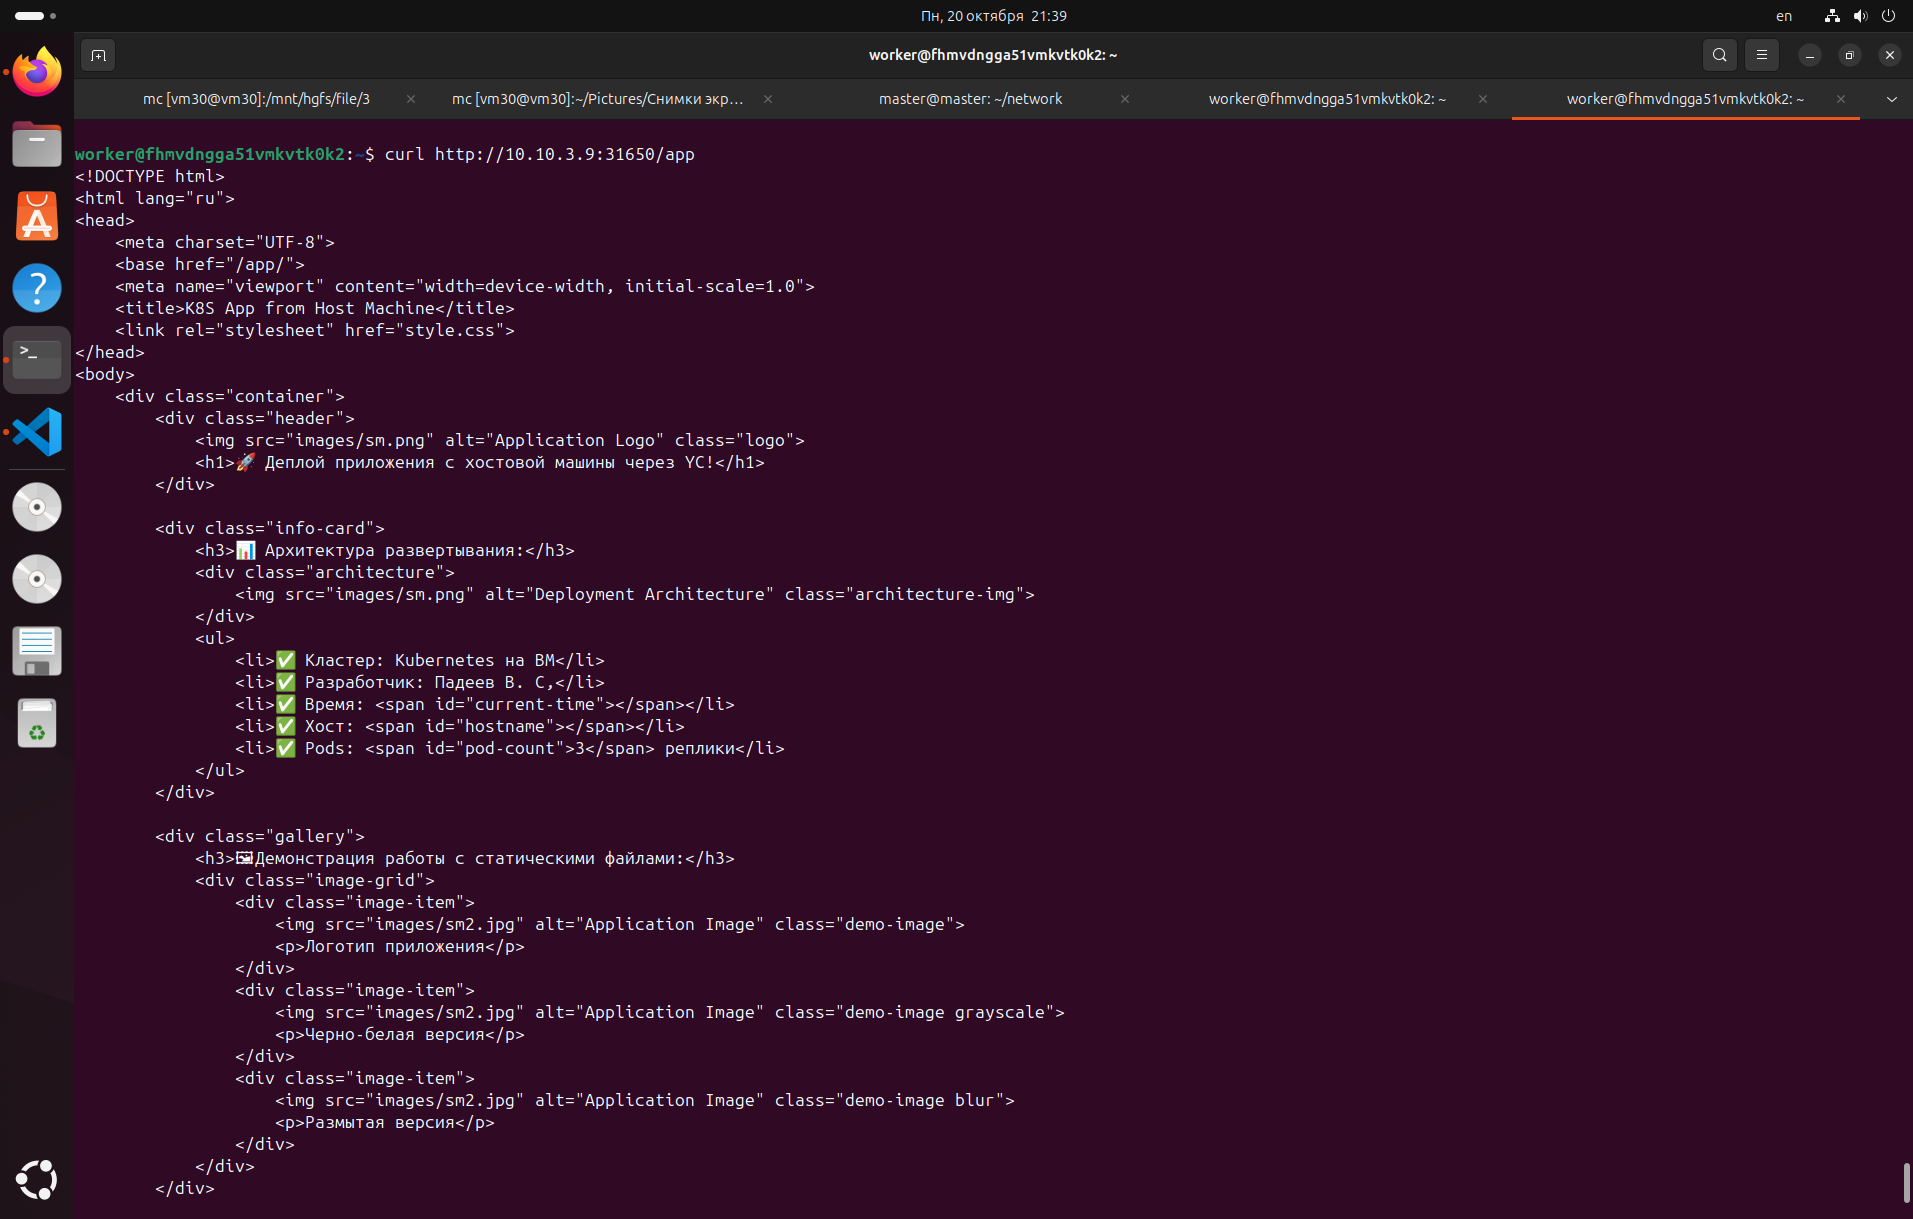 Пн, 20 октября 21:39
en
worker@fhmvdngga51vmkvtk0k2: ~
mc [vm30@vm30]:/mnt/hgfs/file/3
mc [vm30@vm30]:~/Pictures/Снимки экр...
master@master: ~/network
worker@fhmvdngga51vmkvtk0k2: ~
worker@fhmvdngga51vmkvtk0k2: ~
worker@fhmvdngga51vmkvtk0k2:~$ curl http://10.10.3.9:31650/app
<!DOCTYPE html>
<html lang="ru">
<head>
    <meta charset="UTF-8">
    <base href="/app/">
    <meta name="viewport" content="width=device-width, initial-scale=1.0">
    <title>K8S App from Host Machine</title>
    <link rel="stylesheet" href="style.css">
</head>
<body>
    <div class="container">
        <div class="header">
            <img src="images/sm.png" alt="Application Logo" class="logo">
            <h1>🚀 Деплой приложения с хостовой машины через YC!</h1>
        </div>

        <div class="info-card">
            <h3>📊 Архитектура развертывания:</h3>
            <div class="architecture">
                <img src="images/sm.png" alt="Deployment Architecture" class="architecture-img">
            </div>
            <ul>
                <li>✅ Кластер: Kubernetes на ВМ</li>
                <li>✅ Разработчик: Падеев В. С,</li>
                <li>✅ Время: <span id="current-time"></span></li>
                <li>✅ Хост: <span id="hostname"></span></li>
                <li>✅ Pods: <span id="pod-count">3</span> реплики</li>
            </ul>
        </div>

        <div class="gallery">
            <h3>🖼Демонстрация работы с статическими файлами:</h3>
            <div class="image-grid">
                <div class="image-item">
                    <img src="images/sm2.jpg" alt="Application Image" class="demo-image">
                    <p>Логотип приложения</p>
                </div>
                <div class="image-item">
                    <img src="images/sm2.jpg" alt="Application Image" class="demo-image grayscale">
                    <p>Черно-белая версия</p>
                </div>
                <div class="image-item">
                    <img src="images/sm2.jpg" alt="Application Image" class="demo-image blur">
                    <p>Размытая версия</p>
                </div>
            </div>
        </div>